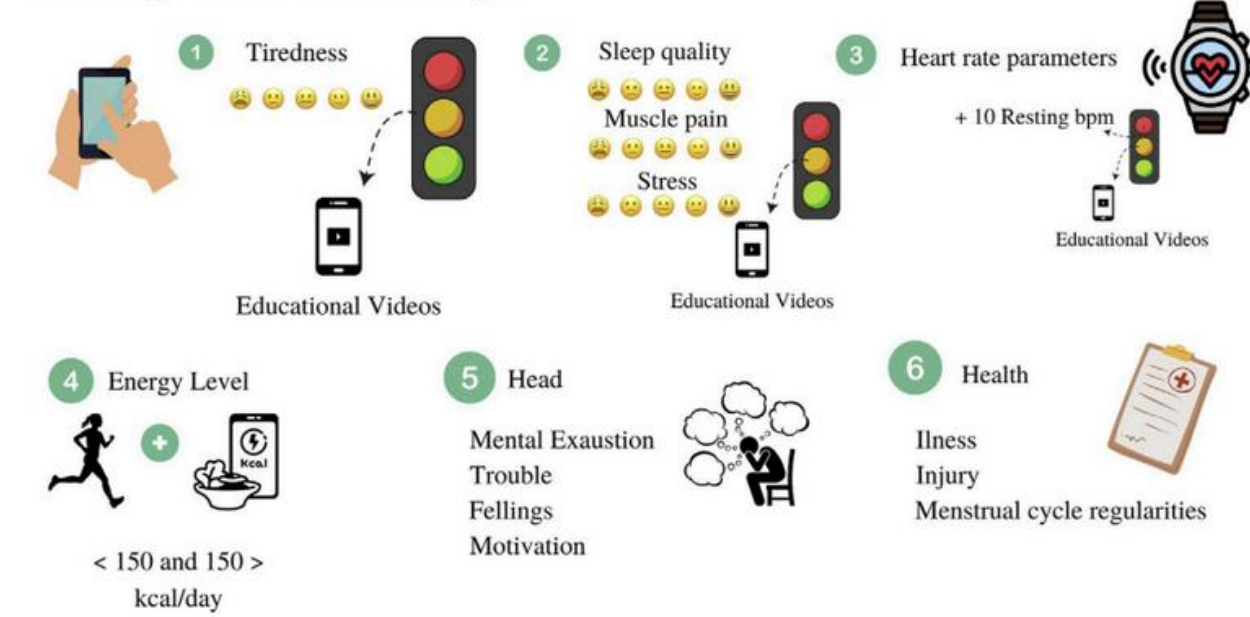 1
Tiredness
Educational Videos
2
Sleep quality
Muscle pain
Stress
Educational Videos
3
Heart rate parameters
+ 10 Resting bpm
Educational Videos
4
Energy Level
Kcal
< 150 and 150 >
kcal/day
5
Head
Mental Exaustion
Trouble
Fellings
Motivation
6
Health
Ilness
Injury
Menstrual cycle regularities